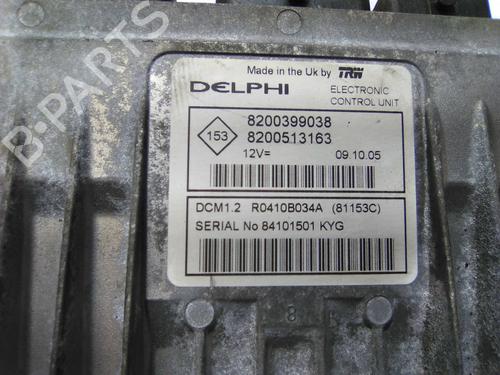 Made in the Uk by TRW
DELPHI
ELECTRONIC
CONTROL UNIT
153
8200399038
8200513163
12V=
09.10.05
DCM1.2 R0410B034A (81153C)
SERIAL No 84101501 KYG
8
B-PARTS